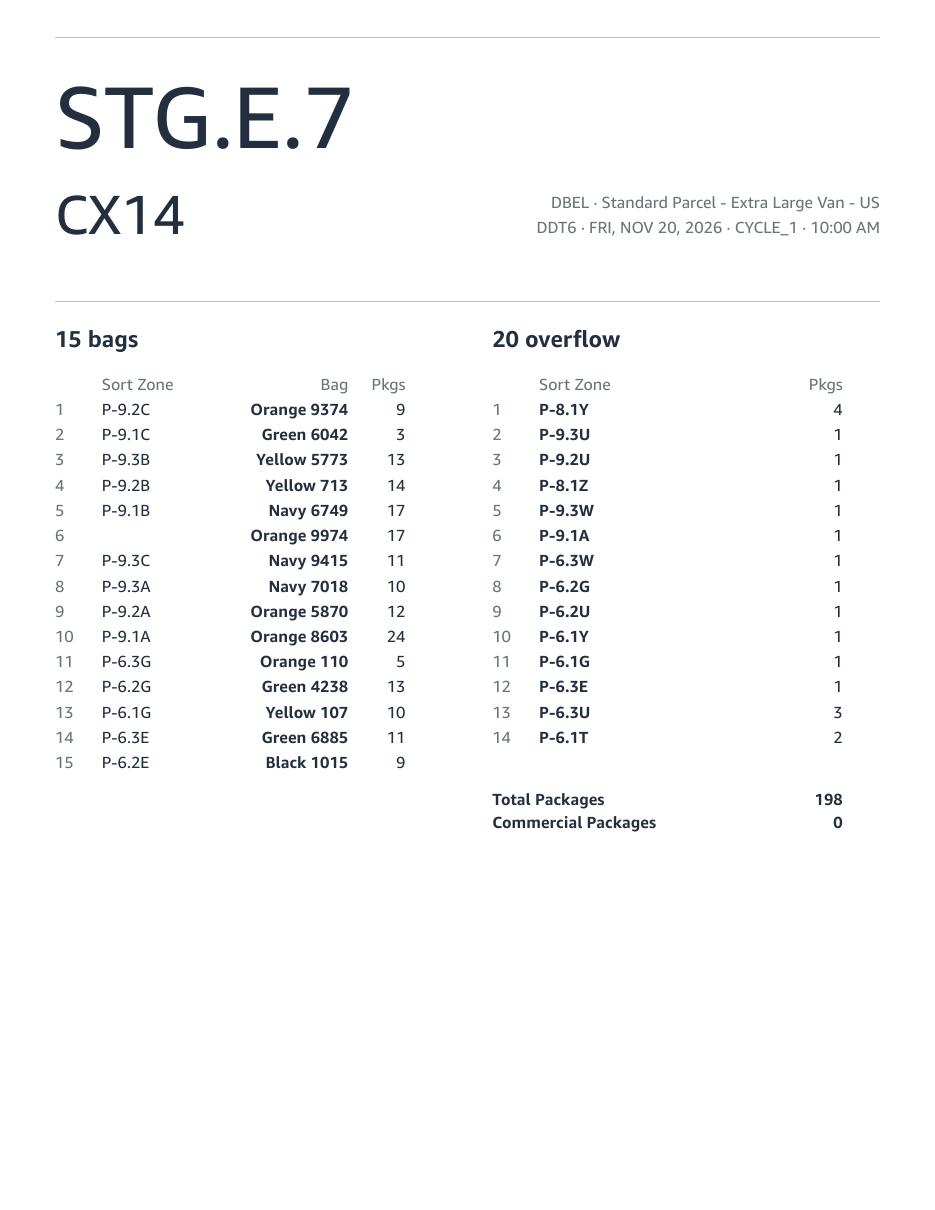 STG.E.7
CX14
DBEL · Standard Parcel - Extra Large Van - US
DDT6 · FRI, NOV 20, 2026 · CYCLE_1 · 10:00 AM
15 bags
Sort Zone Bag Pkgs
1 P-9.2C Orange 9374 9
2 P-9.1C Green 6042 3
3 P-9.3B Yellow 5773 13
4 P-9.2B Yellow 713 14
5 P-9.1B Navy 6749 17
6 Orange 9974 17
7 P-9.3C Navy 9415 11
8 P-9.3A Navy 7018 10
9 P-9.2A Orange 5870 12
10 P-9.1A Orange 8603 24
11 P-6.3G Orange 110 5
12 P-6.2G Green 4238 13
13 P-6.1G Yellow 107 10
14 P-6.3E Green 6885 11
15 P-6.2E Black 1015 9
20 overflow
Sort Zone Pkgs
1 P-8.1Y 4
2 P-9.3U 1
3 P-9.2U 1
4 P-8.1Z 1
5 P-9.3W 1
6 P-9.1A 1
7 P-6.3W 1
8 P-6.2G 1
9 P-6.2U 1
10 P-6.1Y 1
11 P-6.1G 1
12 P-6.3E 1
13 P-6.3U 3
14 P-6.1T 2
Total Packages 198
Commercial Packages 0